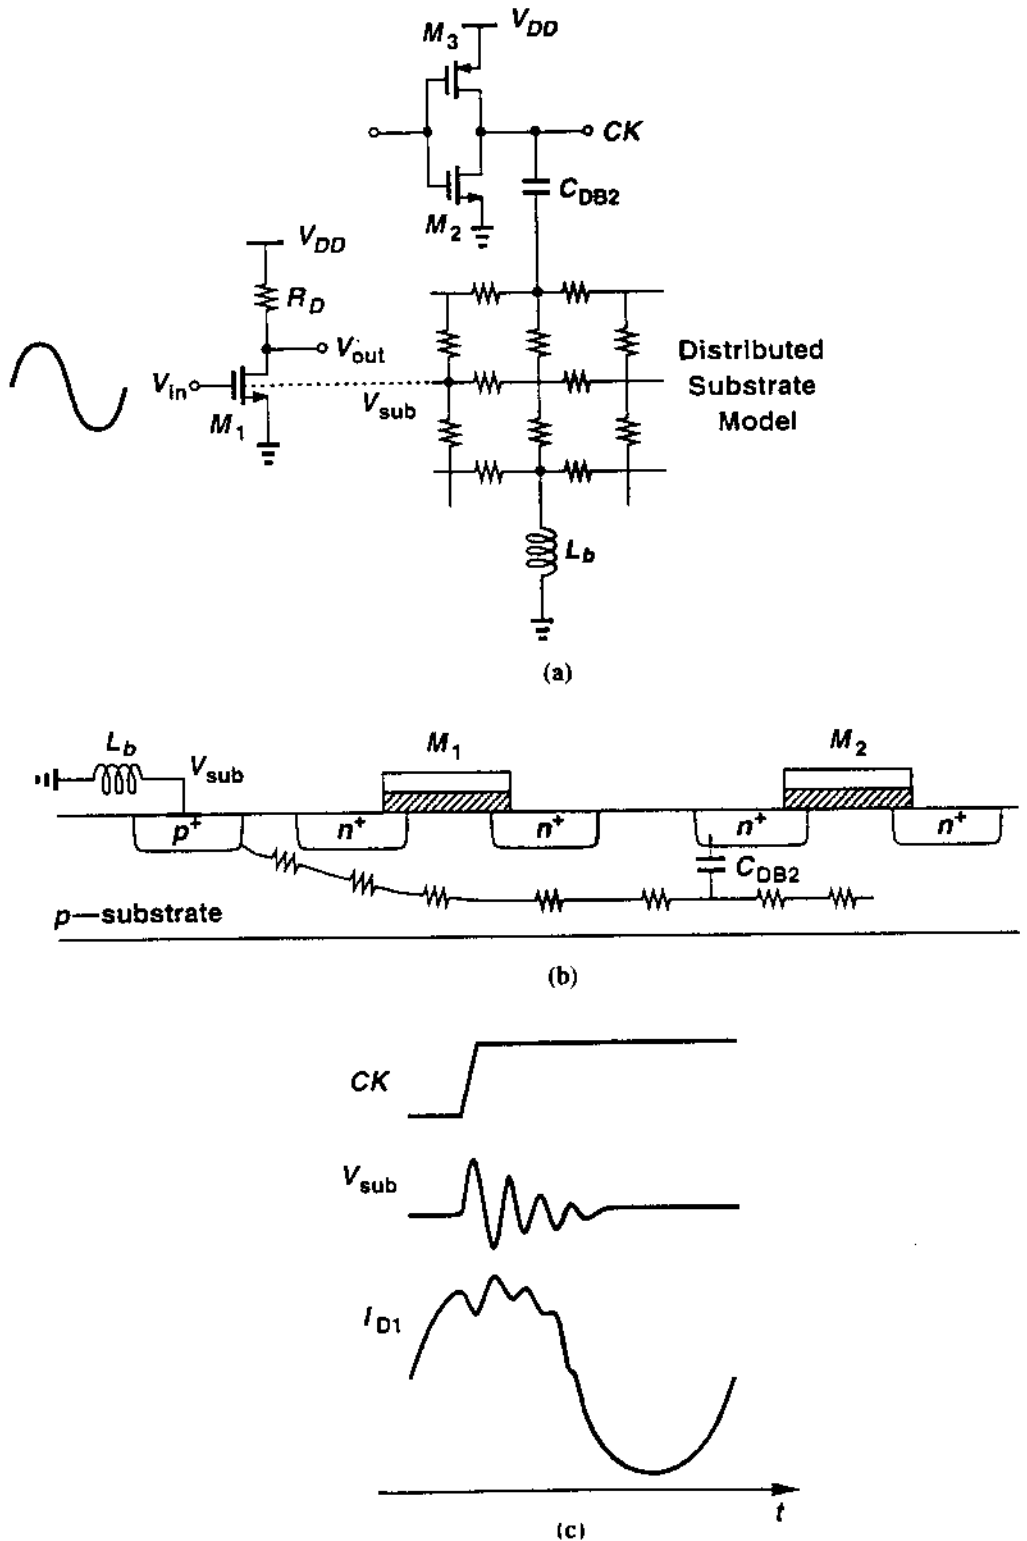 M3
VDD
CK
CDB2
M2
VDD
RD
Vout
Vin
M1
Vsub
Distributed
Substrate
Model
Lb
(a)
Lb
Vsub
M1
M2
p+
n+
n+
n+
n+
CDB2
p—substrate
(b)
CK
Vsub
ID1
t
(c)